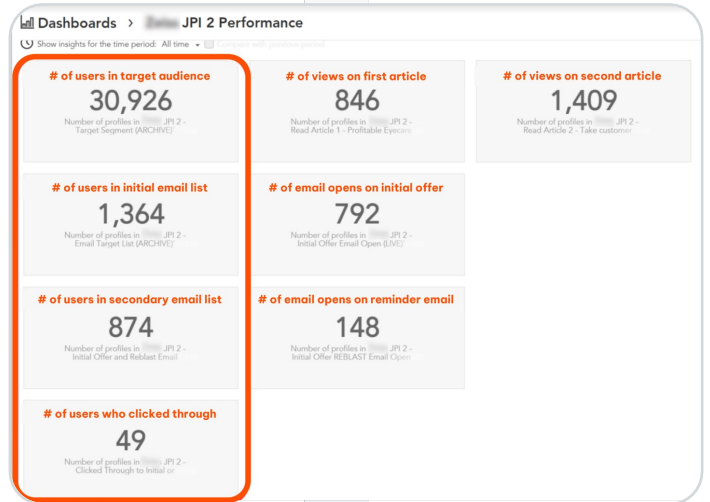 Dashboards > JPI 2 Performance
Show insights for the time period: All time Compare with previous period
# of users in target audience
30,926
Number of profiles in JPI 2 -
Target Segment (ARCHIVE)
# of views on first article
846
Number of profiles in JPI 2 -
Read Article 1 - Profitable Eyecare
# of views on second article
1,409
Number of profiles in JPI 2 -
Read Article 2 - Take customer
# of users in initial email list
1,364
Number of profiles in JPI 2 -
Email Target List (ARCHIVE)
# of email opens on initial offer
792
Number of profiles in JPI 2 -
Initial Offer Email Open (LIVE)
# of users in secondary email list
874
Number of profiles in JPI 2 -
Initial Offer and Reblast Email
# of email opens on reminder email
148
Number of profiles in JPI 2 -
Initial Offer REBLAST Email Open
# of users who clicked through
49
Number of profiles in JPI 2 -
Clicked Through to Initial or